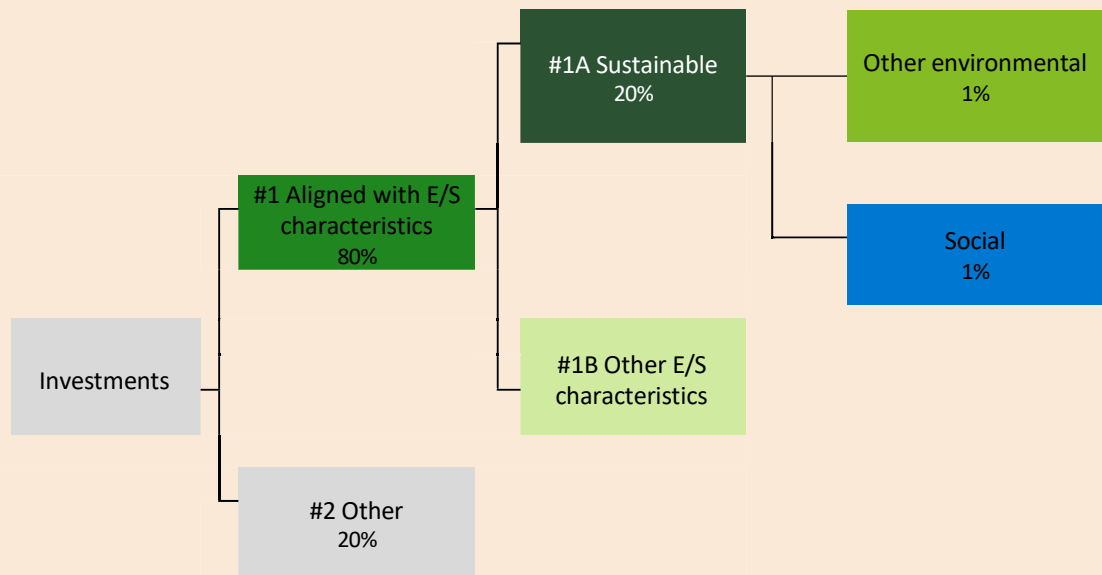 #1A Sustainable
20%
Other environmental
1%
#1 Aligned with E/S
characteristics
80%
Social
1%
Investments
#1B Other E/S
characteristics
#2 Other
20%